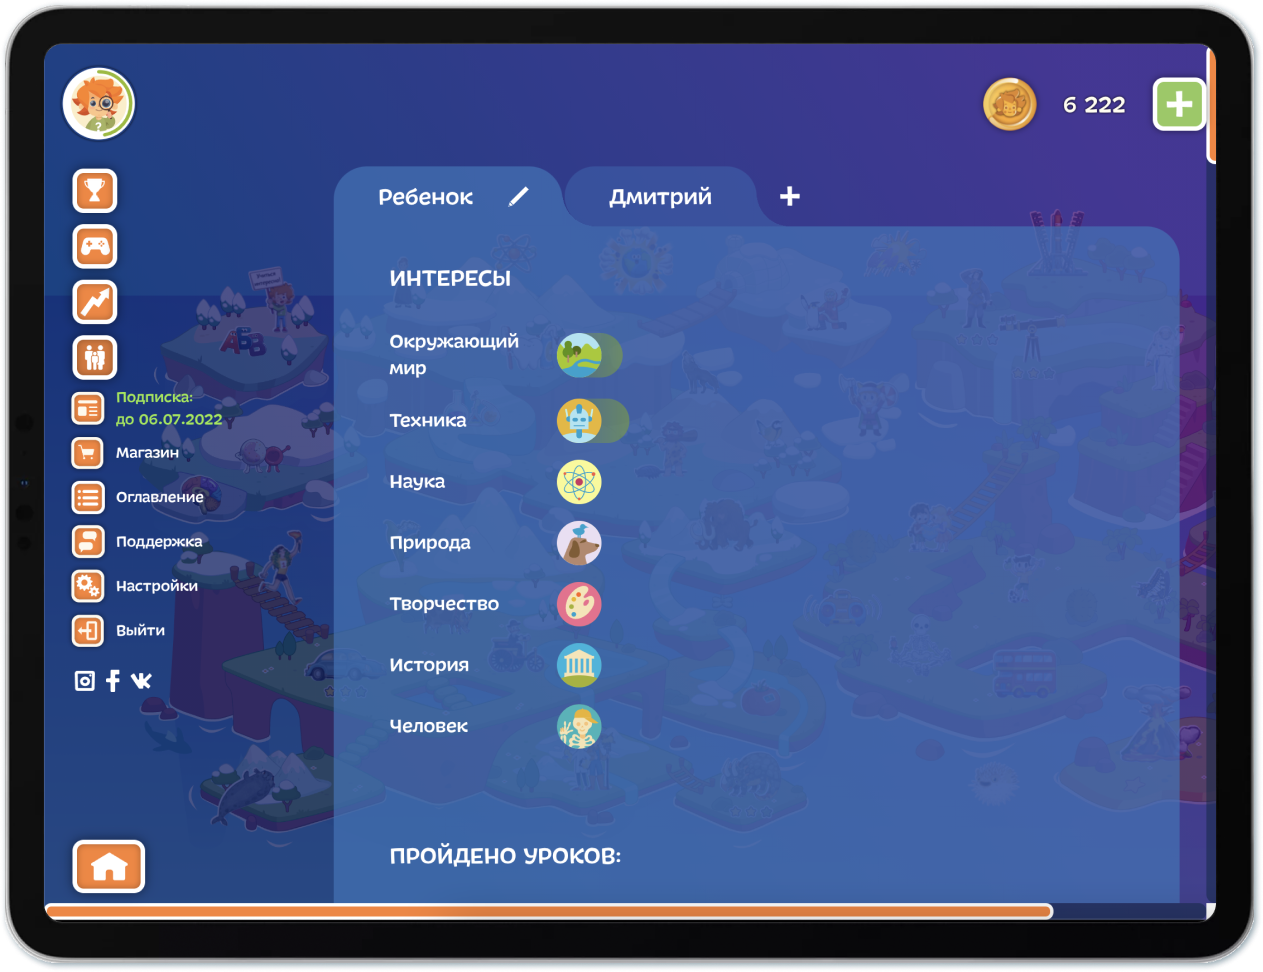 6 222
Ребенок
Дмитрий
ИНТЕРЕСЫ
Окружающий
мир
Техника
Наука
Природа
Творчество
История
Человек
ПРОЙДЕНО УРОКОВ:
Подписка:
до 06.07.2022
Магазин
Оглавление
Поддержка
Настройки
Выйти
АБВ